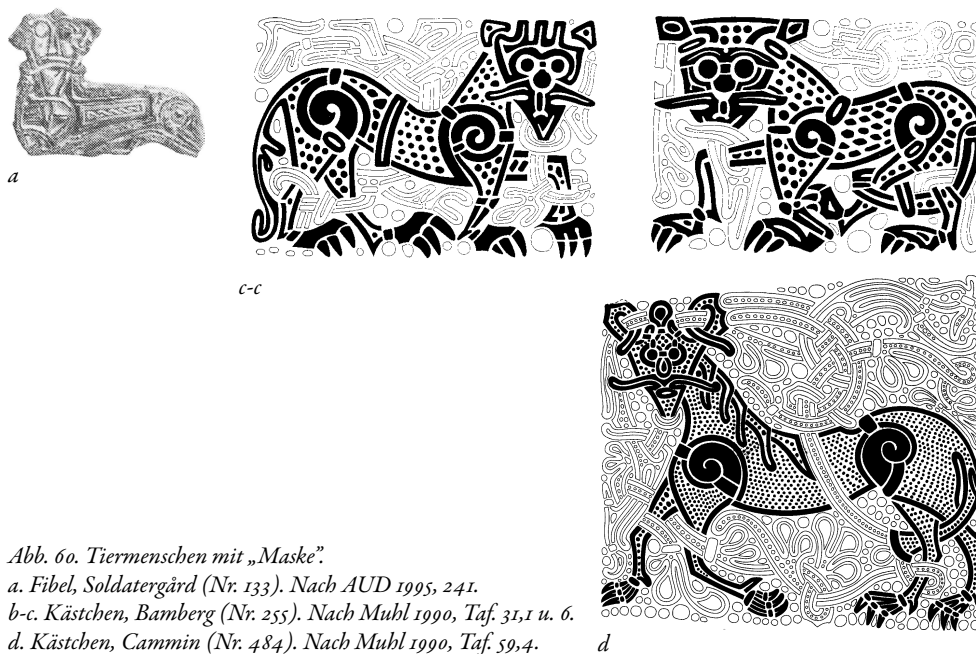 a
c-c
Abb. 60. Tiermenschen mit „Maske”.
a. Fibel, Soldatergård (Nr. 133). Nach AUD 1995, 241.
b-c. Kästchen, Bamberg (Nr. 255). Nach Muhl 1990, Taf. 31,1 u. 6.
d. Kästchen, Cammin (Nr. 484). Nach Muhl 1990, Taf. 59,4.
d